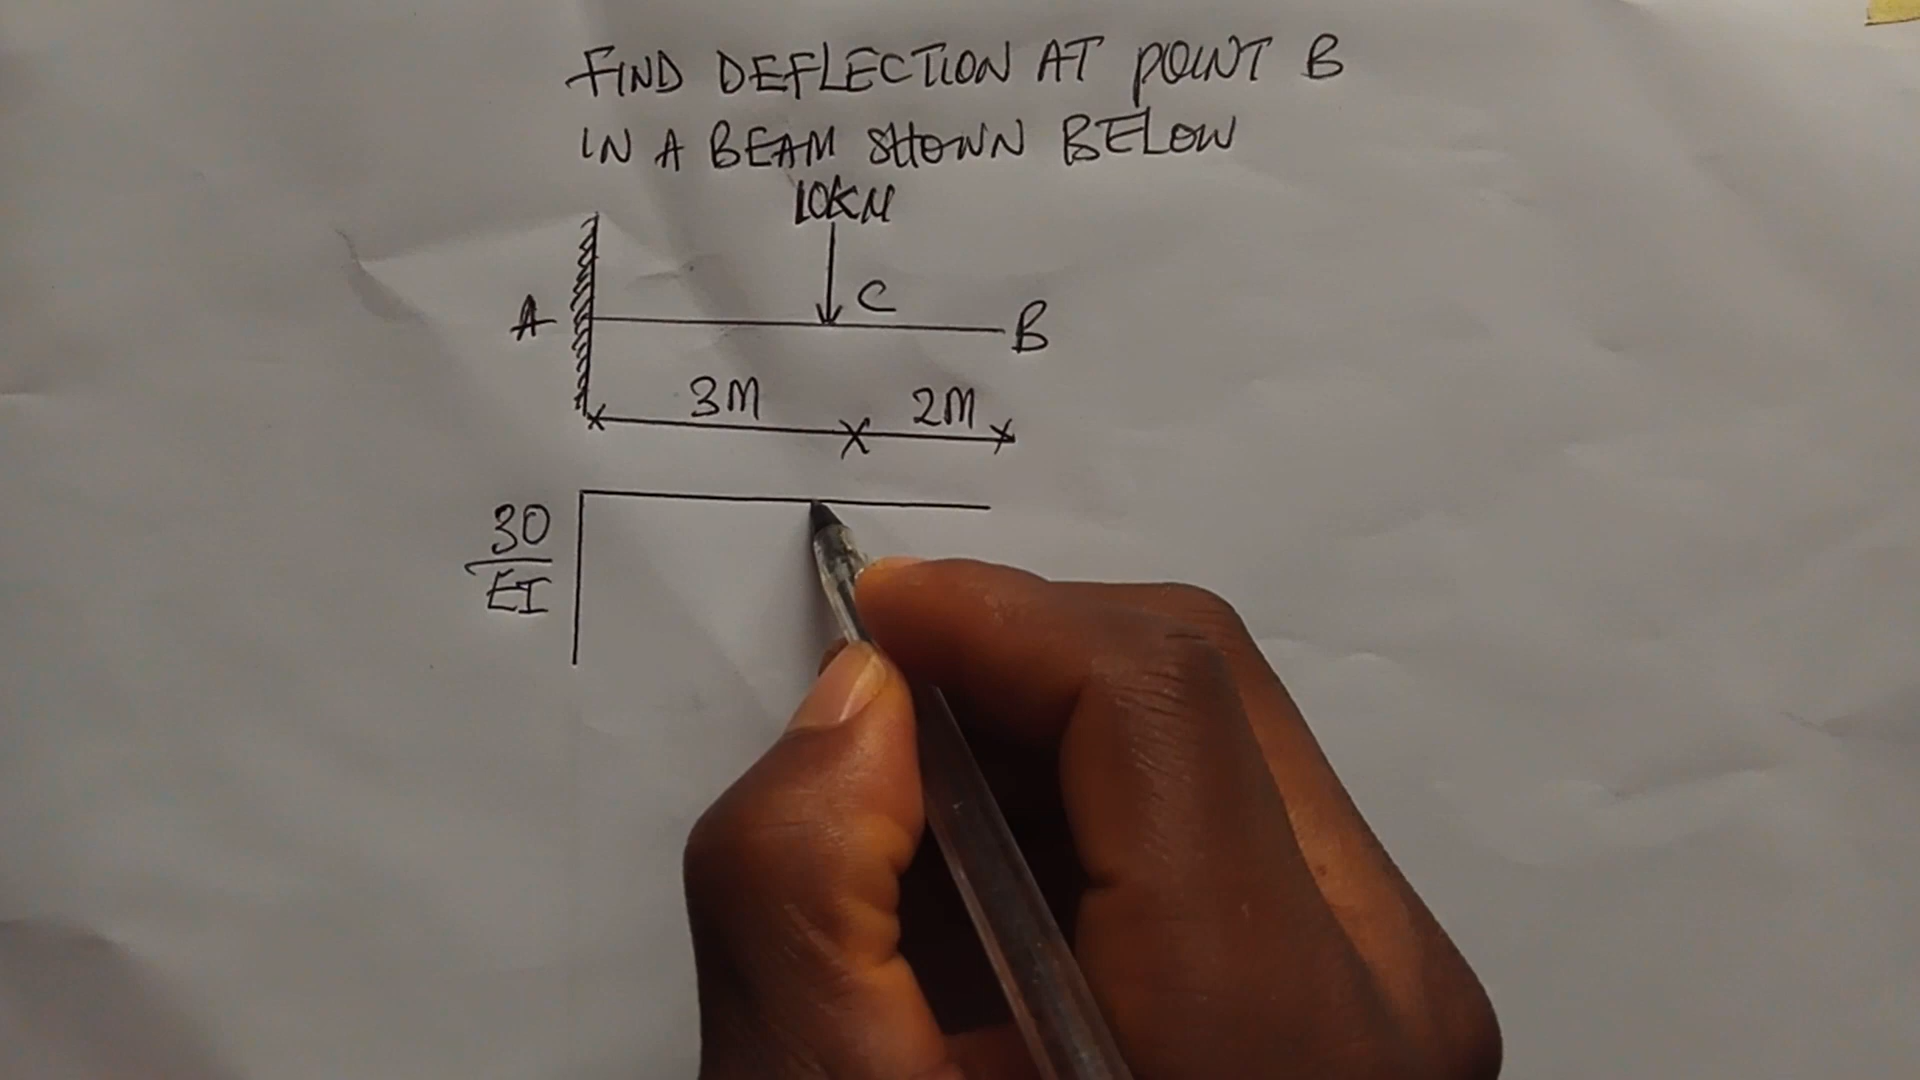 FIND DEFLECTION AT POINT B
IN A BEAM SHOWN BELOW
10KN
A
C
B
3M
2M
30
EI